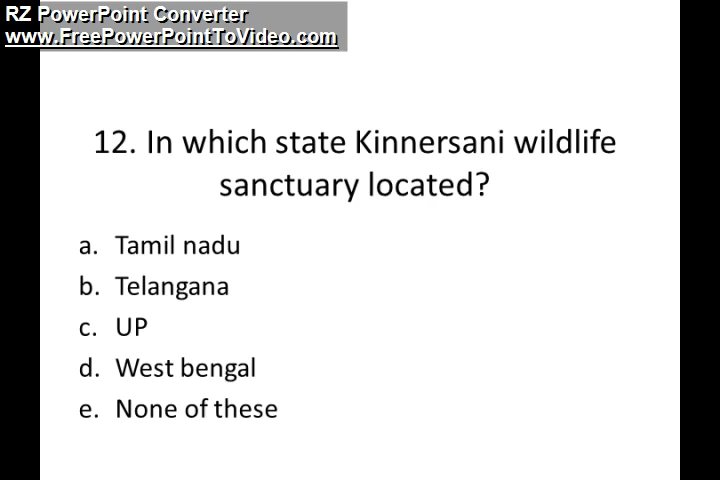 RZ PowerPoint Converter
www.FreePowerPointToVideo.com
12. In which state Kinnersani wildlife
sanctuary located?
a. Tamil nadu
b. Telangana
c. UP
d. West bengal
e. None of these